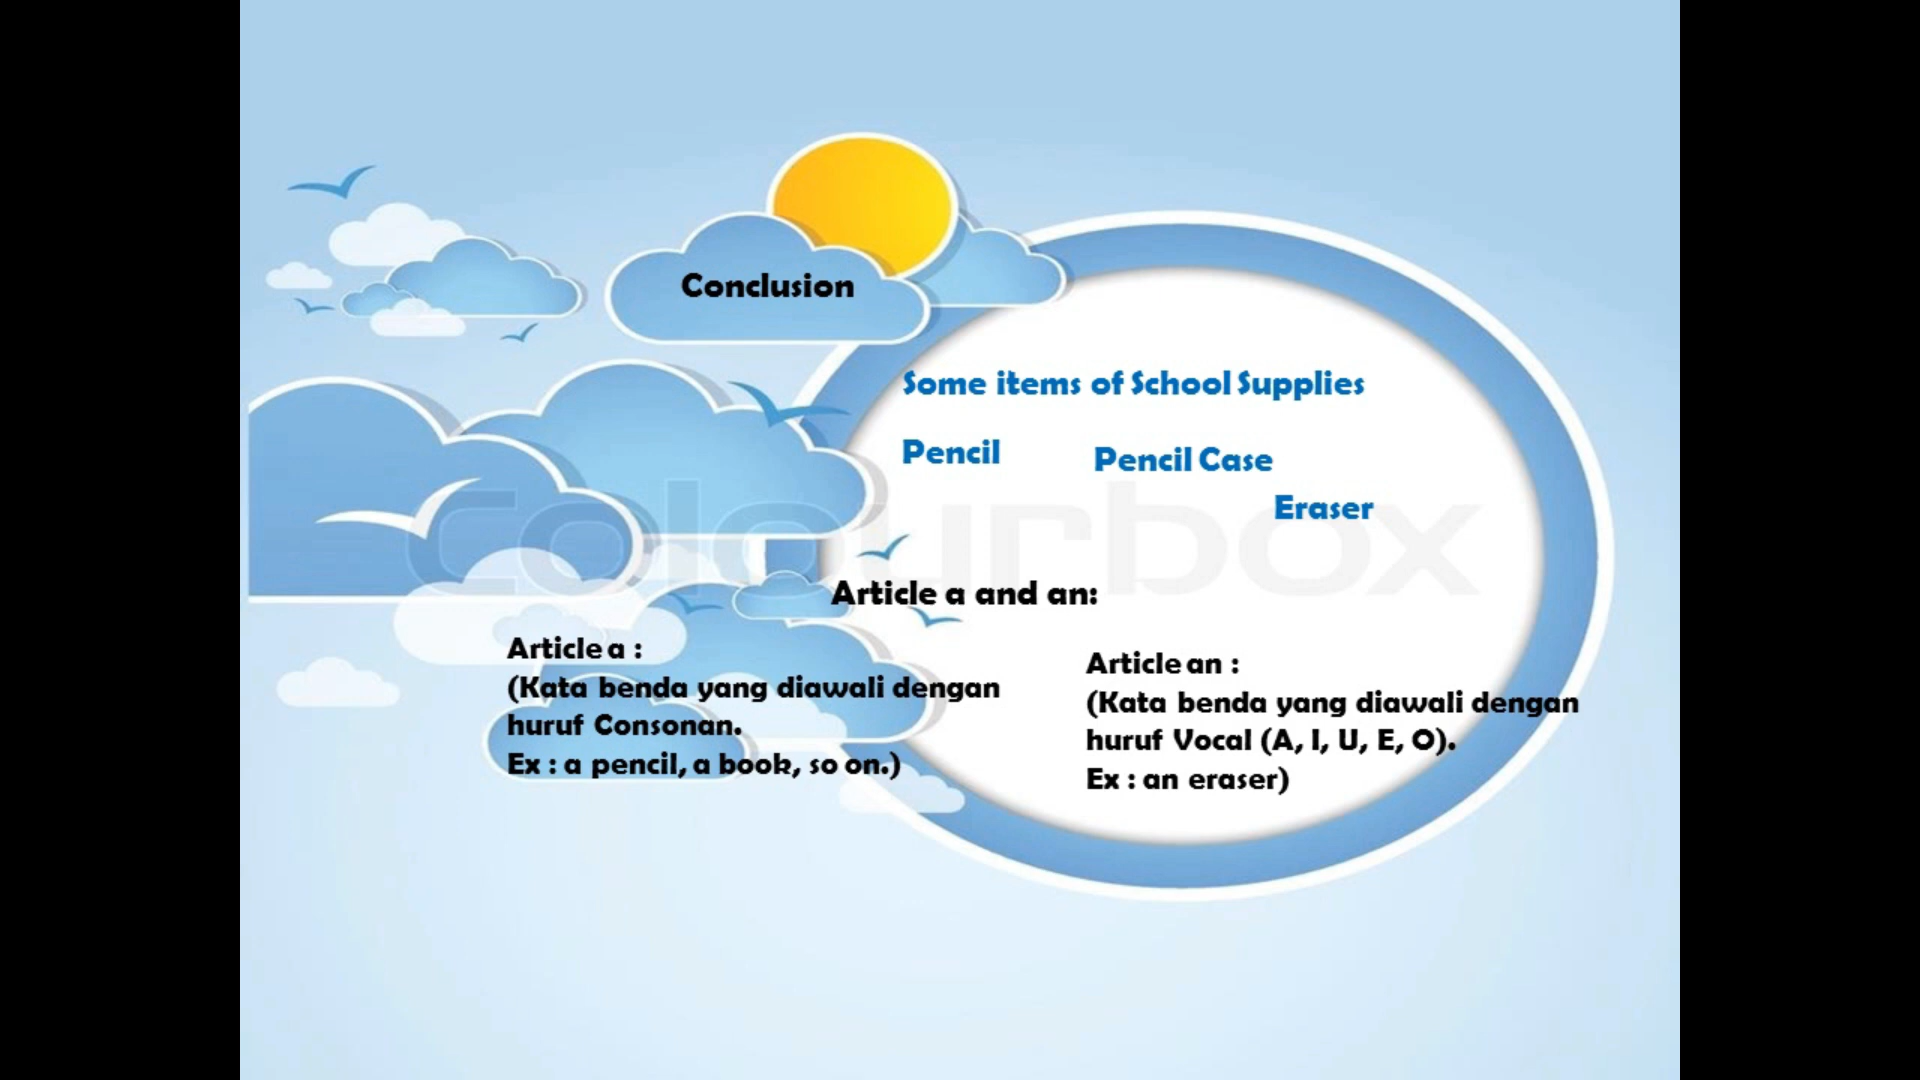 Conclusion
Some items of School Supplies
Pencil
Pencil Case
Eraser
colourbox
Article a and an:
Article a :
(Kata benda yang diawali dengan
huruf Consonan.
Ex : a pencil, a book, so on.)
Article an :
(Kata benda yang diawali dengan
huruf Vocal (A, I, U, E, O).
Ex : an eraser)